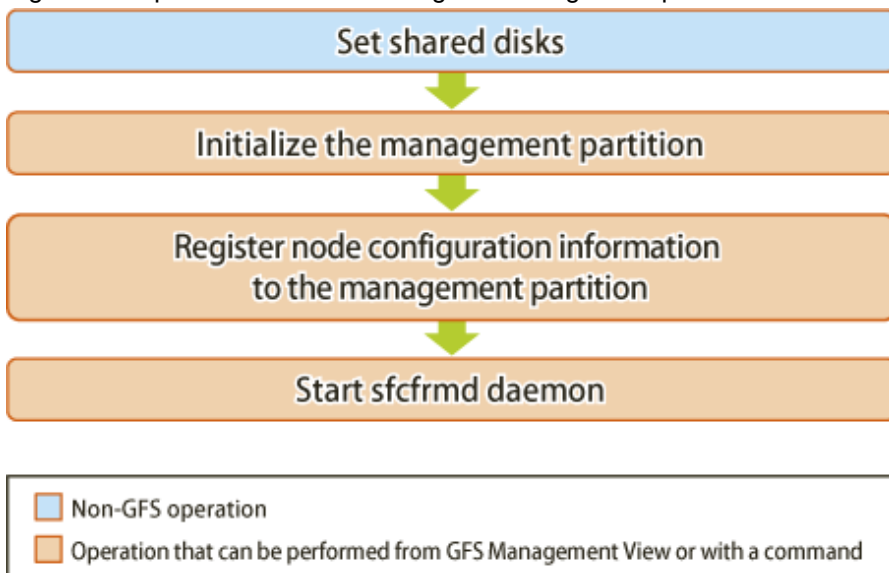 Set shared disks
Initialize the management partition
Register node configuration information
to the management partition
Start sfcfrmd daemon
Non-GFS operation
Operation that can be performed from GFS Management View or with a command